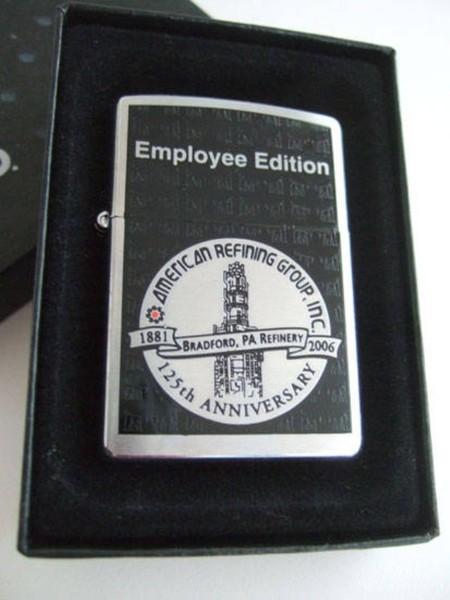 Employee Edition
AMERICAN REFINING GROUP, INC.
1881 BRADFORD, PA REFINERY 2006
125th ANNIVERSARY